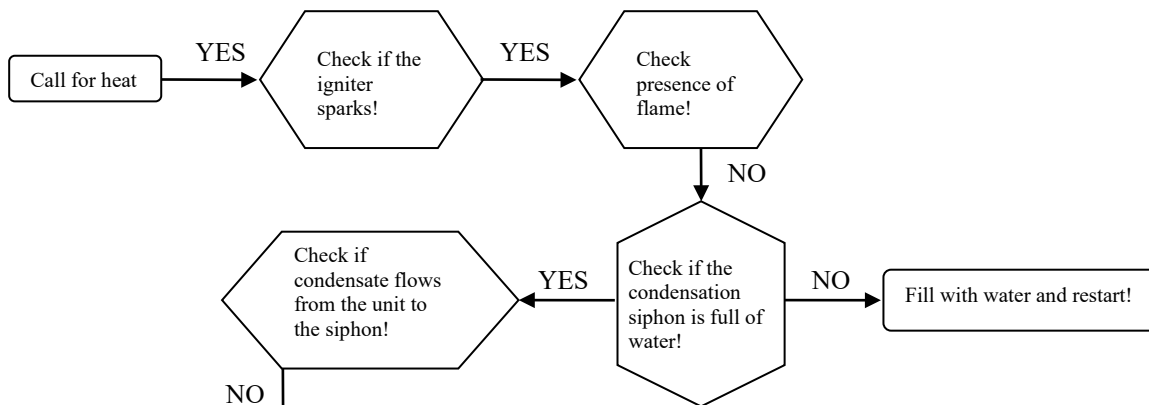 Call for heat
YES
Check if the
igniter
sparks!
YES
Check
presence of
flame!
NO
Check if
condensate flows
from the unit to
the siphon!
YES
Check if the
condensation
siphon is full of
water!
NO
Fill with water and restart!
NO